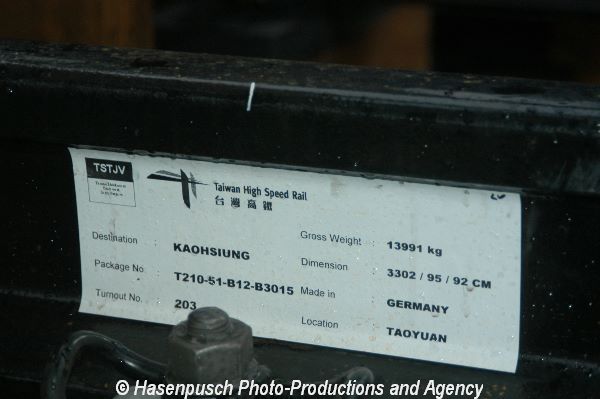 TSTJV
Taiwan High Speed Rail
台灣高鐵
Destination : KAOHSIUNG
Package No : T210-51-B12-B3015
Turnout No : 203
Gross Weight : 13991 kg
Dimension : 3302 / 95 / 92 CM
Made in : GERMANY
Location : TAOYUAN
© Hasenpusch Photo-Productions and Agency